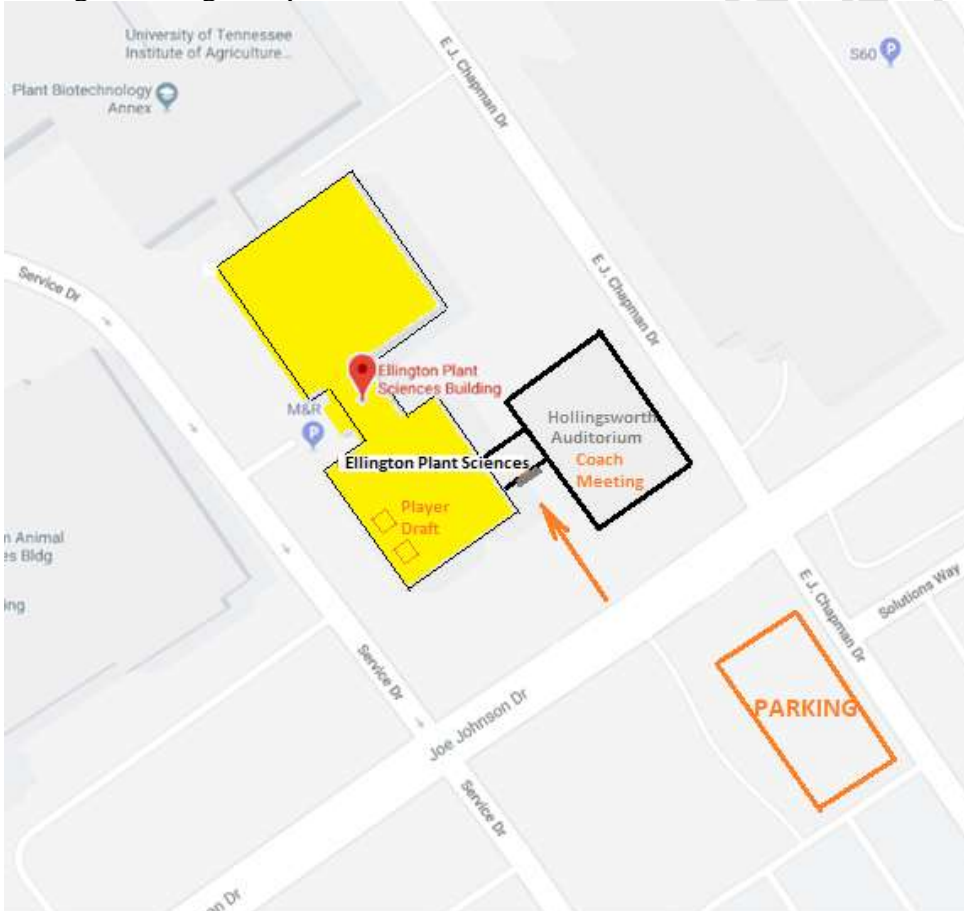 University of Tennessee
Institute of Agriculture...
Plant Biotechnology
Annex
E J. Chapman Dr
S60
Service Dr
E J. Chapman Dr
Ellington Plant
Sciences Building
M&R
Hollingsworth
Auditorium
Coach
Meeting
Ellington Plant Sciences
Player
Draft
n Animal
es Bldg
ing
E J. Chapman Dr
Solutions Way
Service Dr
PARKING
Joe Johnson Dr
Service Dr
on Dr